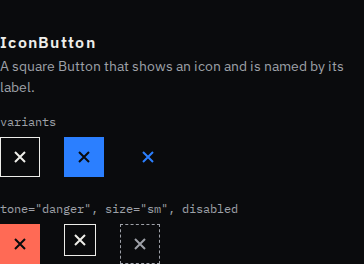 IconButton
A square Button that shows an icon and is named by its
label.
variants
tone="danger", size="sm", disabled